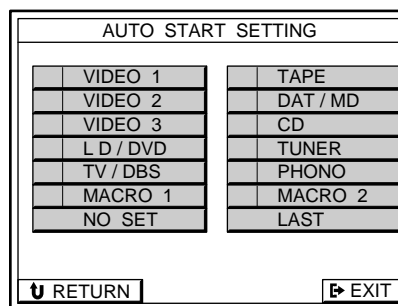 AUTO START SETTING
VIDEO 1
VIDEO 2
VIDEO 3
L D / DVD
TV / DBS
MACRO 1
NO SET
TAPE
DAT / MD
CD
TUNER
PHONO
MACRO 2
LAST
RETURN
EXIT